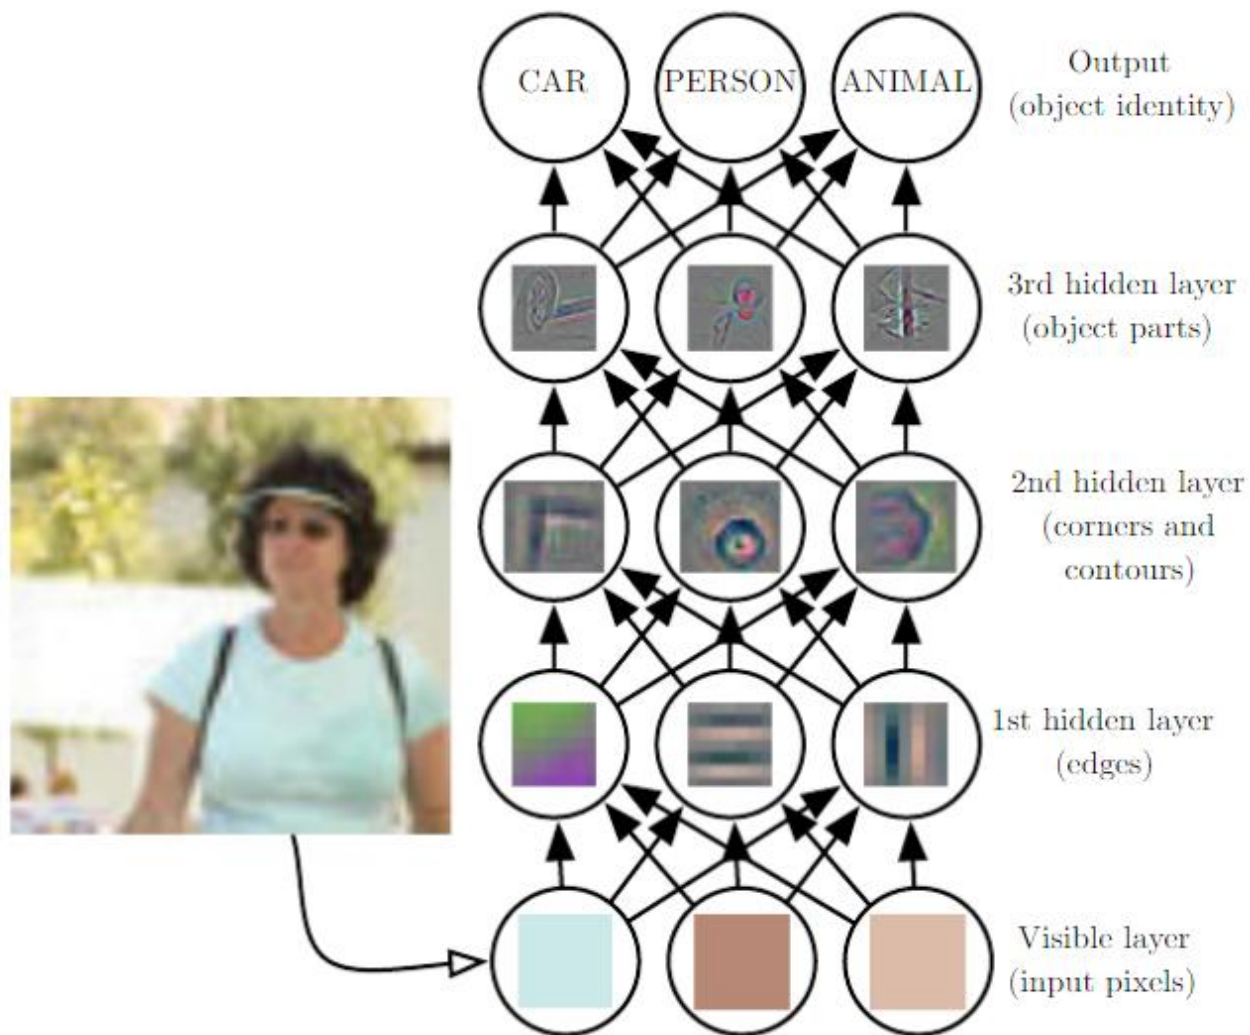 CAR PERSON ANIMAL
Output
(object identity)
3rd hidden layer
(object parts)
2nd hidden layer
(corners and
contours)
1st hidden layer
(edges)
Visible layer
(input pixels)